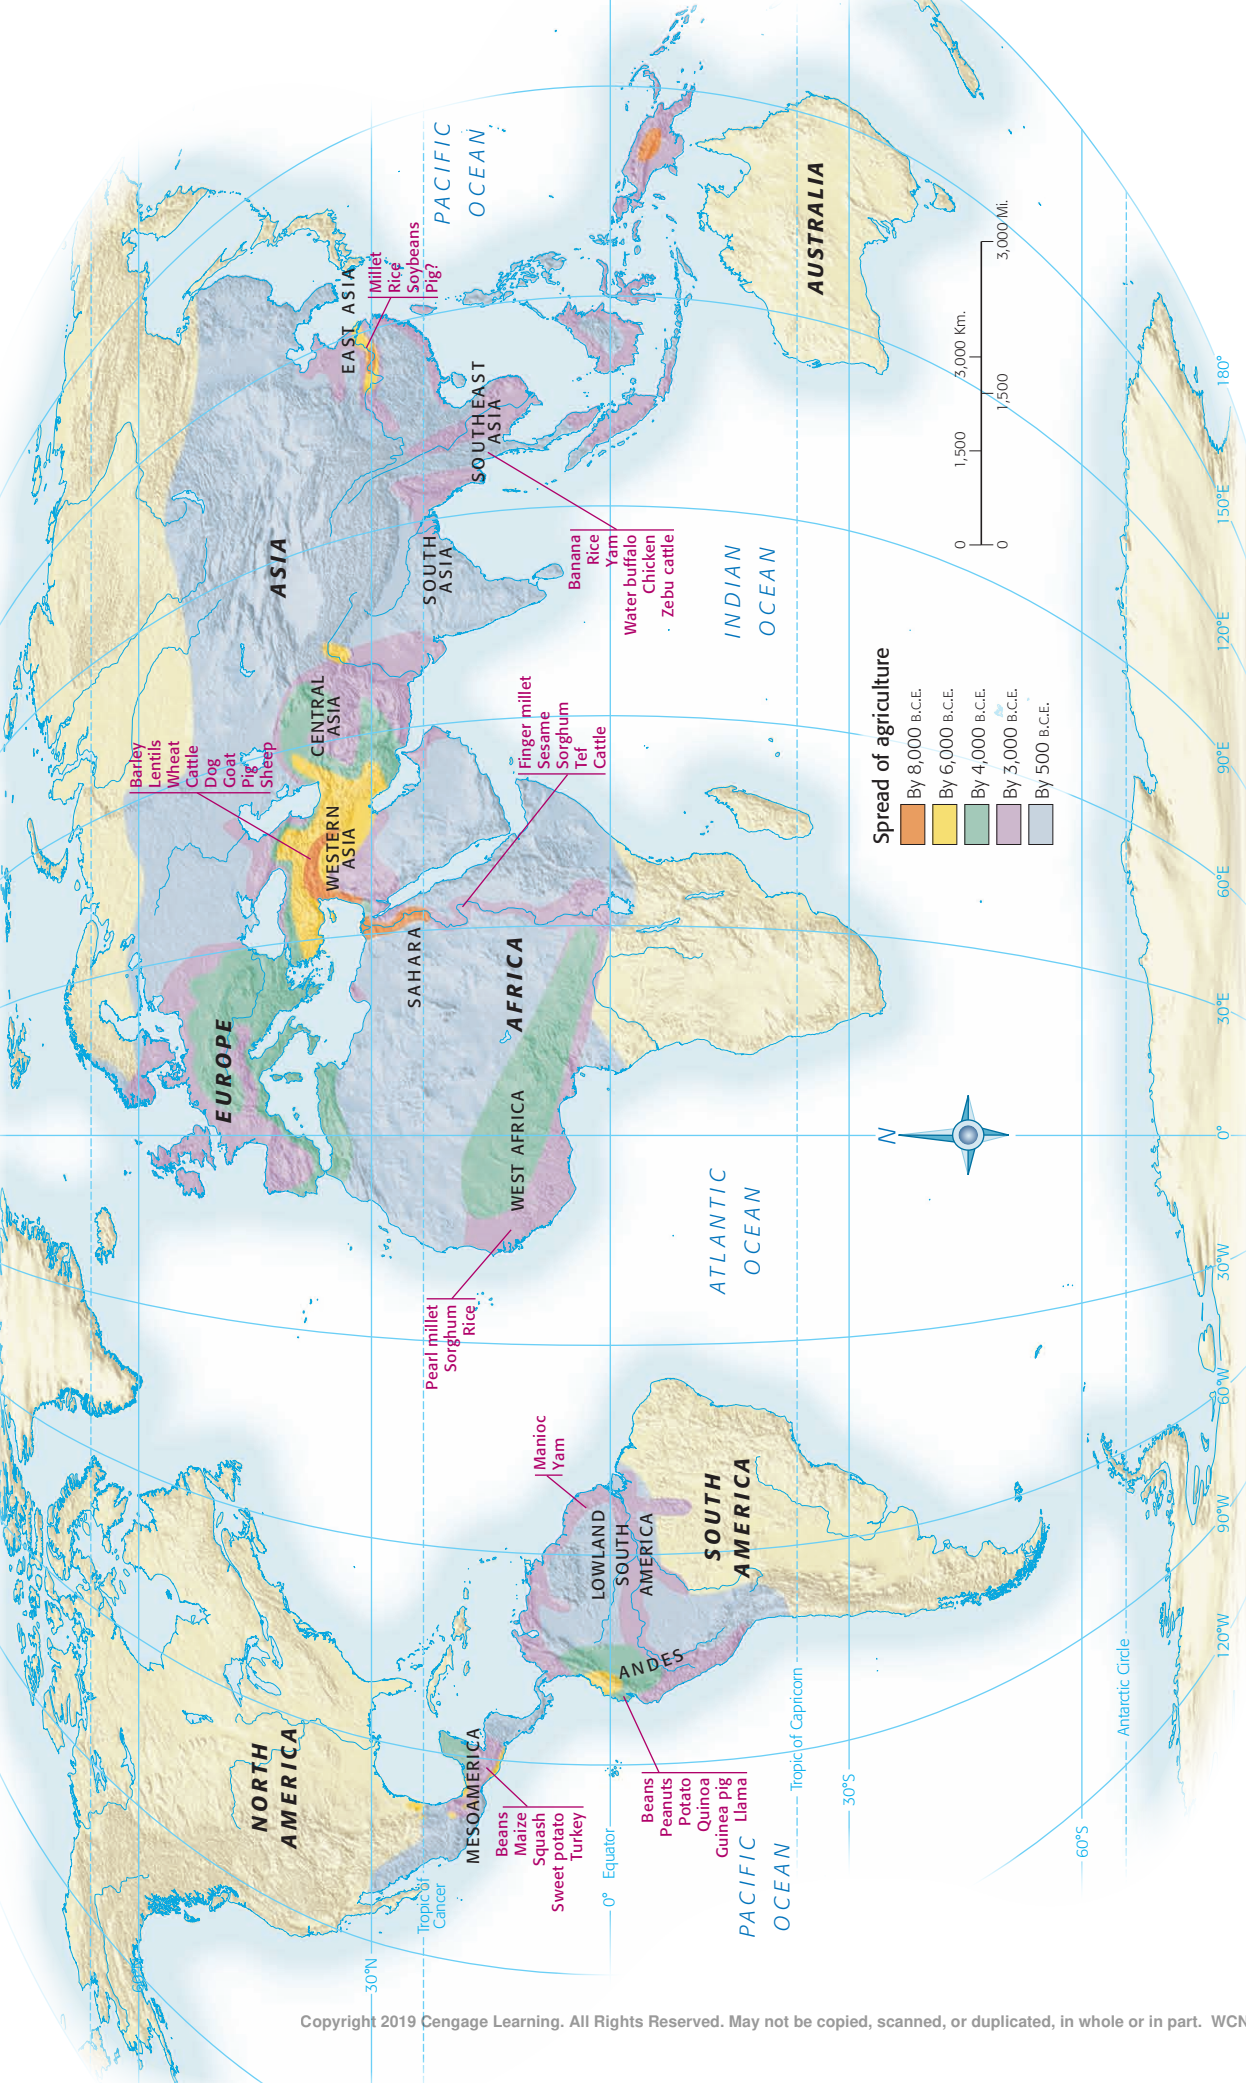 NORTH
AMERICA
MESOAMERICA
Beans
Maize
Squash
Sweet potato
Turkey
Beans
Peanuts
Potato
Quinoa
Guinea pig
Llama
ANDES
LOWLAND
SOUTH
AMERICA
SOUTH
AMERICA
Manioc
Yam
PACIFIC
OCEAN
ATLANTIC
OCEAN
Pearl millet
Sorghum
Rice
WEST AFRICA
EUROPE
SAHARA
AFRICA
Finger millet
Sesame
Sorghum
Tef
Cattle
Barley
Lentils
Wheat
Cattle
Dog
Goat
Pig
Sheep
WESTERN
ASIA
CENTRAL
ASIA
ASIA
SOUTH
ASIA
EAST ASIA
Millet
Rice
Soybeans
Pig?
SOUTHEAST
ASIA
Banana
Rice
Yam
Water buffalo
Chicken
Zebu cattle
PACIFIC
OCEAN
INDIAN
OCEAN
AUSTRALIA
Spread of agriculture
By 8,000 B.C.E.
By 6,000 B.C.E.
By 4,000 B.C.E.
By 3,000 B.C.E.
By 500 B.C.E.
0 1,500 3,000 Km.
0 1,500 3,000 Mi.
N
60°N
30°N
Tropic of
Cancer
0° Equator
Tropic of Capricorn
30°S
60°S
Antarctic Circle
120°W
90°W
60°W
30°W
0°
30°E
60°E
90°E
120°E
150°E
180°
Copyright 2019 Cengage Learning. All Rights Reserved. May not be copied, scanned, or duplicated, in whole or in part. WCN